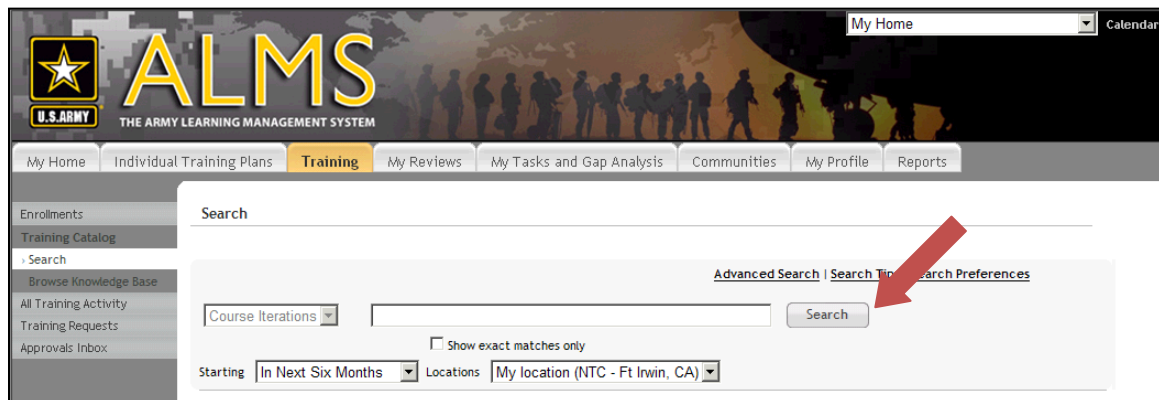 My Home
Calendar
ALMS
U.S.ARMY
THE ARMY LEARNING MANAGEMENT SYSTEM
My Home Individual Training Plans Training My Reviews My Tasks and Gap Analysis Communities My Profile Reports
Enrollments
Training Catalog
› Search
Browse Knowledge Base
All Training Activity
Training Requests
Approvals Inbox
Search
Advanced Search | Search Preferences
Course Iterations
Search
Show exact matches only
Starting In Next Six Months Locations My location (NTC - Ft Irwin, CA)